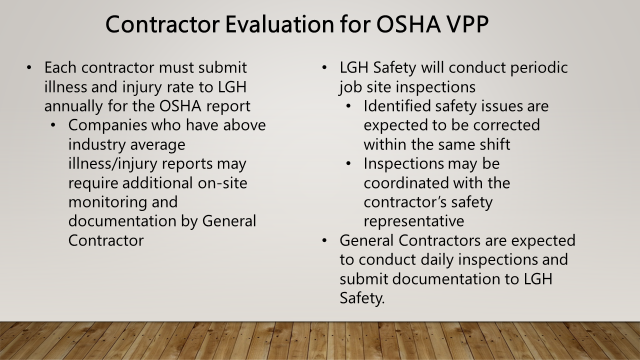 Contractor Evaluation for OSHA VPP
• Each contractor must submit
illness and injury rate to LGH
annually for the OSHA report
• Companies who have above
industry average
illness/injury reports may
require additional on-site
monitoring and
documentation by General
Contractor
• LGH Safety will conduct periodic
job site inspections
• Identified safety issues are
expected to be corrected
within the same shift
• Inspections may be
coordinated with the
contractor's safety
representative
• General Contractors are expected
to conduct daily inspections and
submit documentation to LGH
Safety.